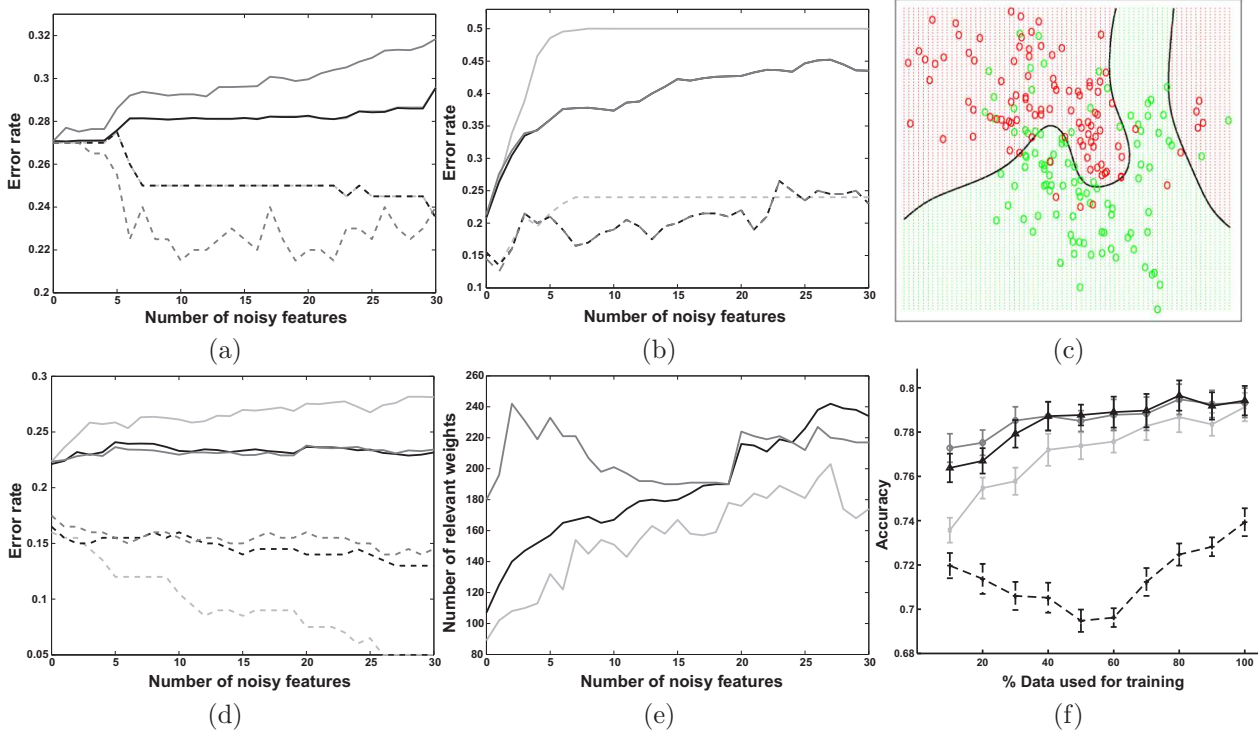 0.32
0.3
0.28
0.26
0.24
0.22
0.2
Error rate
0 5 10 15 20 25 30
Number of noisy features
(a)
0.5
0.45
0.4
0.35
0.3
0.25
0.2
0.15
0.1
Error rate
0 5 10 15 20 25 30
Number of noisy features
(b)
(c)
0.3
0.25
0.2
0.15
0.1
0.05
Error rate
0 5 10 15 20 25 30
Number of noisy features
(d)
260
240
220
200
180
160
140
120
100
80
Number of relevant weights
0 5 10 15 20 25 30
Number of noisy features
(e)
0.8
0.78
0.76
0.74
0.72
0.7
0.68
Accuracy
20 40 60 80 100
% Data used for training
(f)